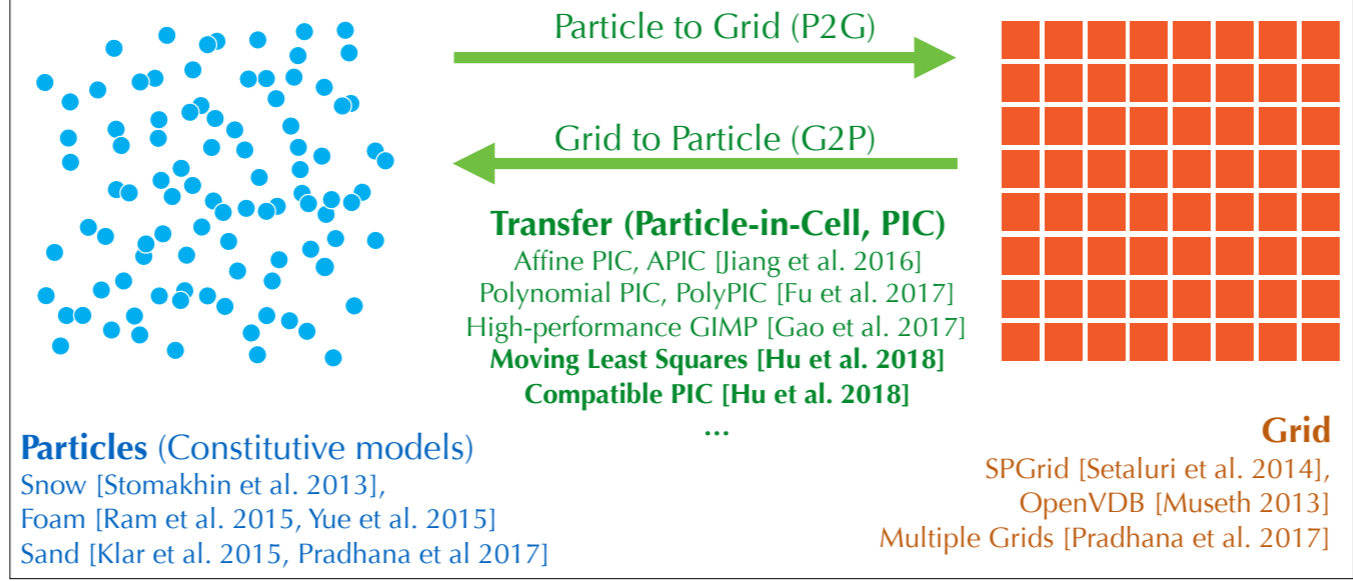 Particle to Grid (P2G)
Grid to Particle (G2P)
Transfer (Particle-in-Cell, PIC)
Affine PIC, APIC [Jiang et al. 2016]
Polynomial PIC, PolyPIC [Fu et al. 2017]
High-performance GIMP [Gao et al. 2017]
Moving Least Squares [Hu et al. 2018]
Compatible PIC [Hu et al. 2018]
...
Particles (Constitutive models)
Snow [Stomakhin et al. 2013],
Foam [Ram et al. 2015, Yue et al. 2015]
Sand [Klar et al. 2015, Pradhana et al 2017]
Grid
SPGrid [Setaluri et al. 2014],
OpenVDB [Museth 2013]
Multiple Grids [Pradhana et al. 2017]